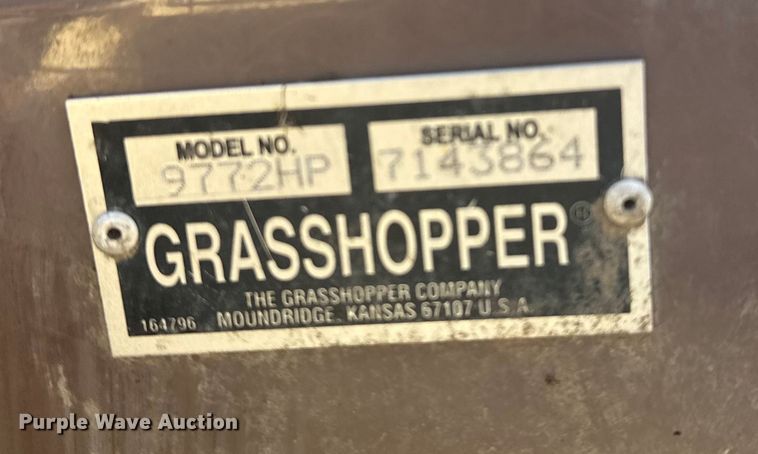 MODEL NO. SERIAL NO.
9772HP 7143864
GRASSHOPPER®
THE GRASSHOPPER COMPANY
164796 MOUNDRIDGE, KANSAS 67107 U.S.A.
Purple Wave Auction